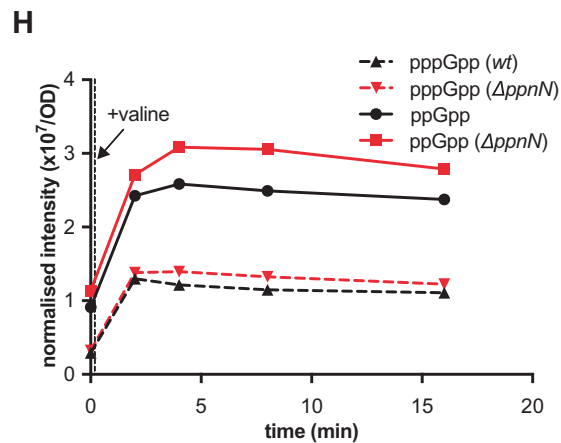 H
pppGpp (wt)
pppGpp (ΔppnN)
ppGpp
ppGpp (ΔppnN)
+valine
normalised intensity (x10⁷/OD)
4
3
2
1
0
0
5
10
15
20
time (min)